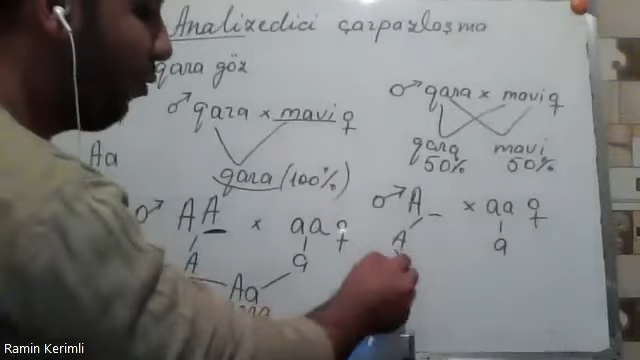 Analizedici çarpazlaşma
qara göz
♂ qara x mavi ♀
qara (100%)
♂ qara x mavi ♀
qara mavi
50% 50%
Aa
♂ AA x aa ♀
A a
Aa
♂ A_ x aa ♀
A a
Ramin Kerimli